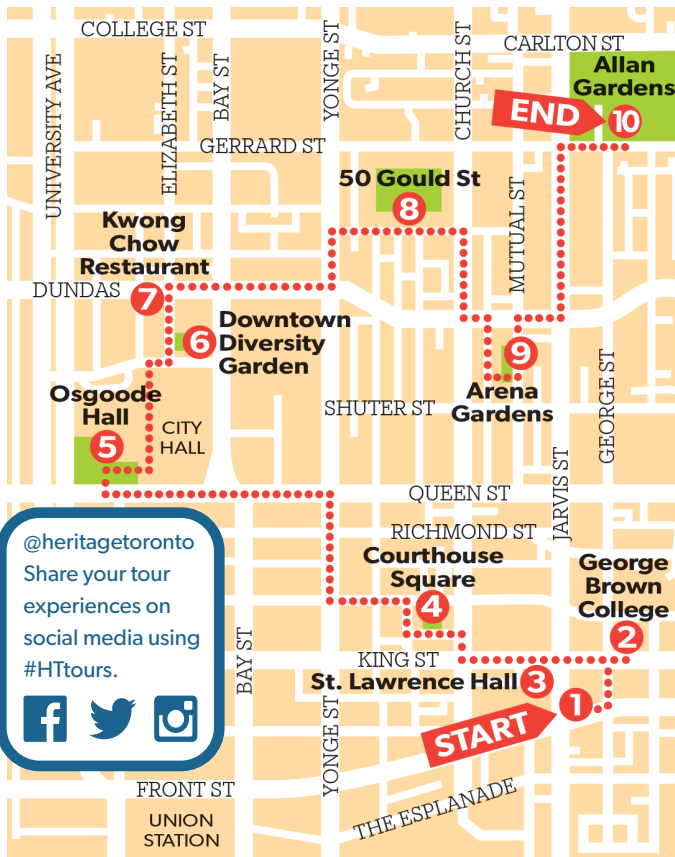 COLLEGE ST
CARLTON ST
UNIVERSITY AVE
ELIZABETH ST
BAY ST
YONGE ST
CHURCH ST
Allan
Gardens
END
10
GERRARD ST
50 Gould St
8
MUTUAL ST
Kwong
Chow
Restaurant
DUNDAS
7
6
Downtown
Diversity
Garden
9
Arena
Gardens
Osgoode
Hall
5
CITY
HALL
SHUTER ST
GEORGE ST
QUEEN ST
JARVIS ST
RICHMOND ST
Courthouse
Square
4
George
Brown
College
2
@heritagetoronto
Share your tour
experiences on
social media using
#HTtours.
BAY ST
KING ST
St. Lawrence Hall
3
1
START
YONGE ST
FRONT ST
UNION
STATION
THE ESPLANADE